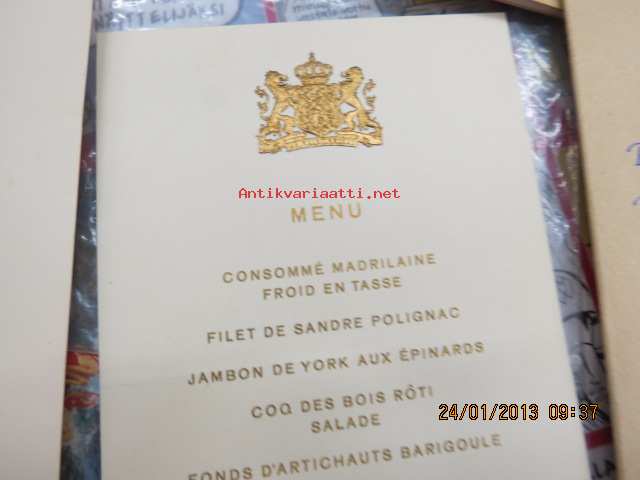 NÄYTTELIJÄKSI
Antikvariaatti.net
MENU
CONSOMMÉ MADRILAINE
FROID EN TASSE
FILET DE SANDRE POLIGNAC
JAMBON DE YORK AUX ÉPINARDS
COQ DES BOIS RÔTI
SALADE
24/01/2013 09:37
FONDS D'ARTICHAUTS BARIGOULE